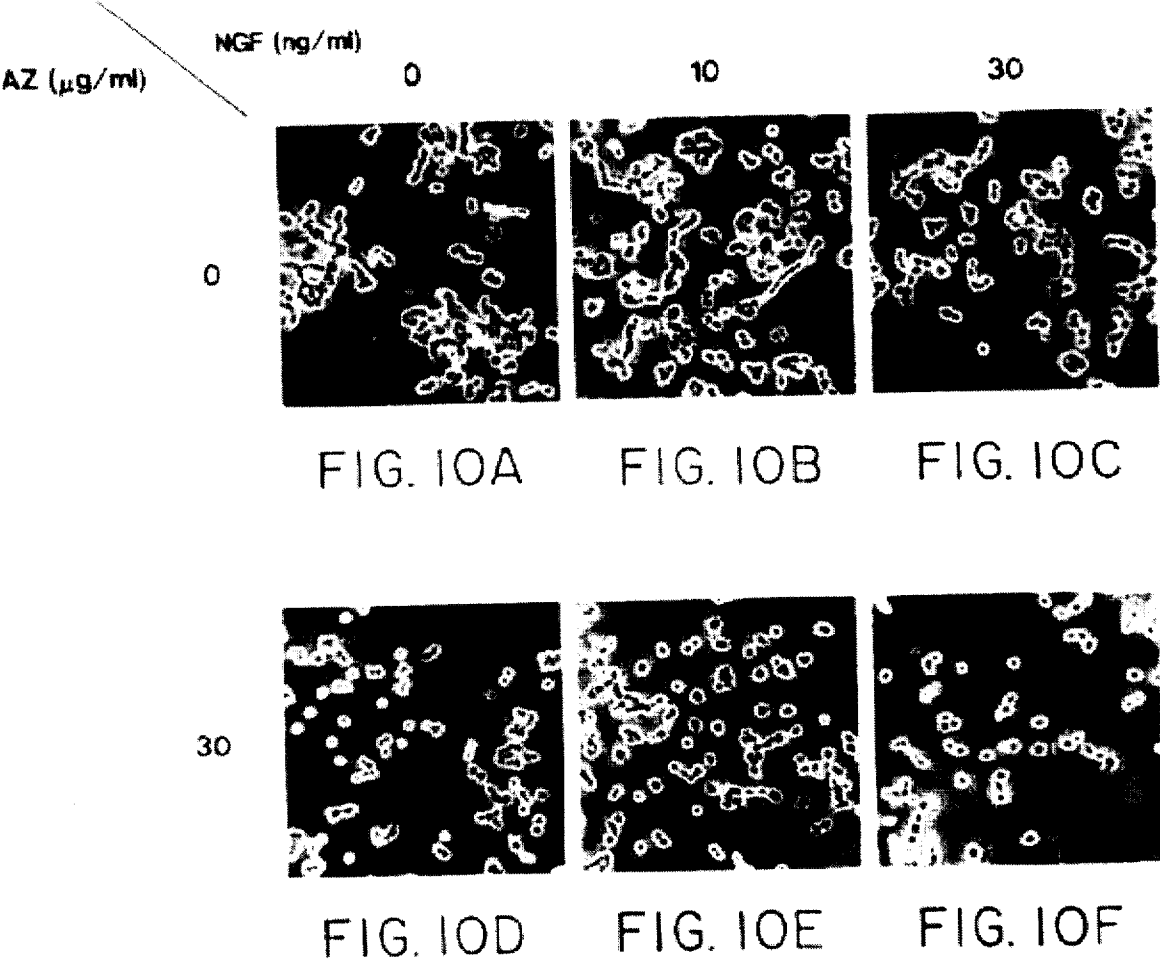 NGF (ng/ml)
AZ (μg/ml)
0 10 30
0
FIG. 10A FIG. 10B FIG. 10C
30
FIG. 10D FIG. 10E FIG. 10F